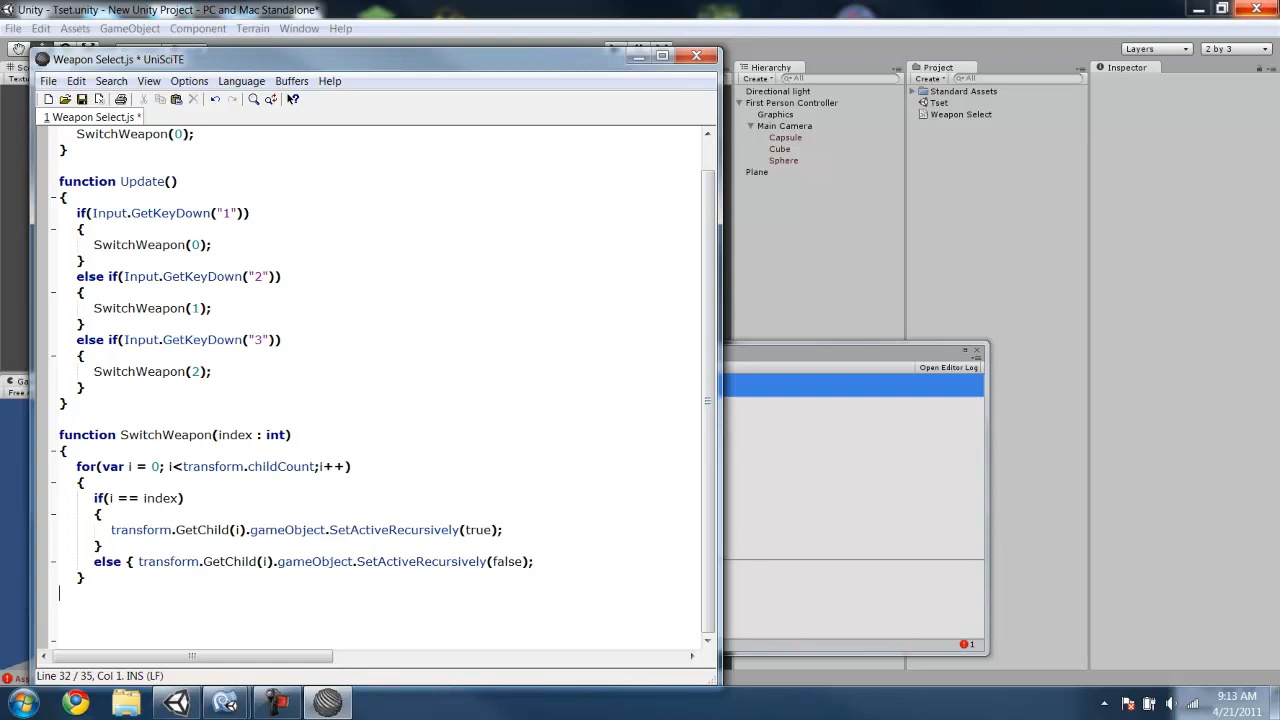 Unity - Tset.unity - New Unity Project - PC and Mac Standalone*
File Edit Assets GameObject Component Terrain Window Help
Layers 2 by 3
Weapon Select.js * UniSciTE
File Edit Search View Options Language Buffers Help
1 Weapon Select.js *
SwitchWeapon(0);
}
function Update()
{
if(Input.GetKeyDown("1"))
{
SwitchWeapon(0);
}
else if(Input.GetKeyDown("2"))
{
SwitchWeapon(1);
}
else if(Input.GetKeyDown("3"))
{
SwitchWeapon(2);
}
}
function SwitchWeapon(index : int)
{
for(var i = 0; i<transform.childCount;i++)
{
if(i == index)
{
transform.GetChild(i).gameObject.SetActiveRecursively(true);
}
else { transform.GetChild(i).gameObject.SetActiveRecursively(false);
}
Line 32 / 35, Col 1. INS (LF)
Hierarchy
Create All
Directional light
First Person Controller
Graphics
Main Camera
Capsule
Cube
Sphere
Plane
Project
Create All
Standard Assets
Tset
Weapon Select
Inspector
Open Editor Log
1
9:13 AM
4/21/2011